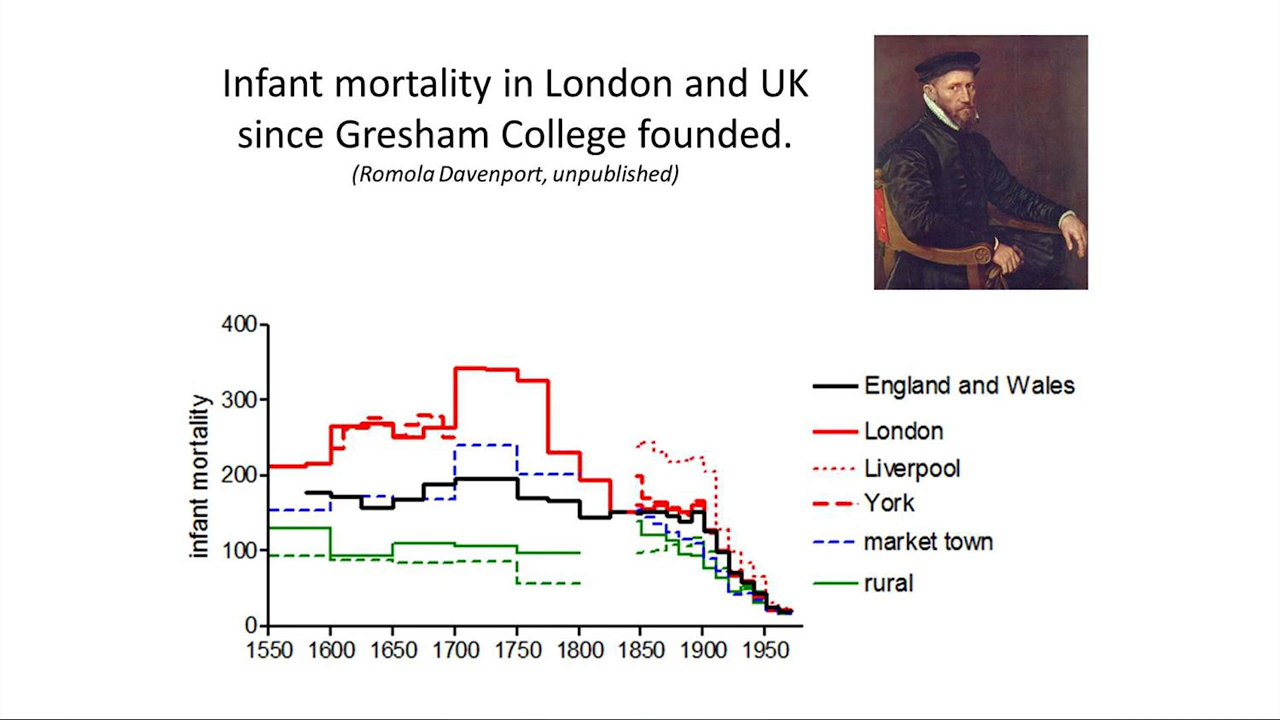 Infant mortality in London and UK
since Gresham College founded.
(Romola Davenport, unpublished)
400
300
200
100
0
infant mortality
1550 1600 1650 1700 1750 1800 1850 1900 1950
England and Wales
London
Liverpool
York
market town
rural